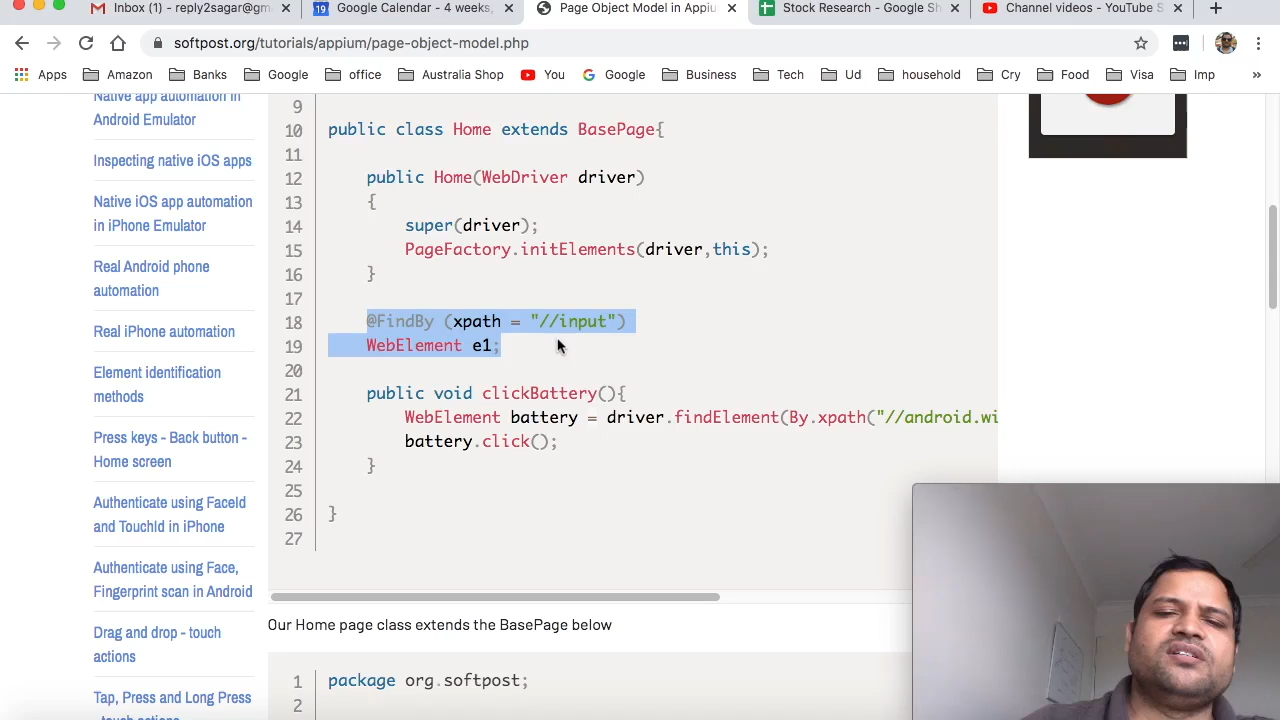 Inbox (1) - reply2sagar@gm
Google Calendar - 4 weeks,
Page Object Model in Appiu
Stock Research - Google Sh
Channel videos - YouTube S
softpost.org/tutorials/appium/page-object-model.php
Apps
Amazon
Banks
Google
office
Australia Shop
You
Google
Business
Tech
Ud
household
Cry
Food
Visa
Imp
»
Native app automation in
Android Emulator
Inspecting native iOS apps
Native iOS app automation
in iPhone Emulator
Real Android phone
automation
Real iPhone automation
Element identification
methods
Press keys - Back button -
Home screen
Authenticate using FaceId
and TouchId in iPhone
Authenticate using Face,
Fingerprint scan in Android
Drag and drop - touch
actions
Tap, Press and Long Press
9
10 public class Home extends BasePage{
11
12 public Home(WebDriver driver)
13 {
14 super(driver);
15 PageFactory.initElements(driver,this);
16 }
17
18 @FindBy (xpath = "//input")
19 WebElement e1;
20
21 public void clickBattery(){
22 WebElement battery = driver.findElement(By.xpath("//android.wi
23 battery.click();
24 }
25
26 }
27
Our Home page class extends the BasePage below
1 package org.softpost;
2